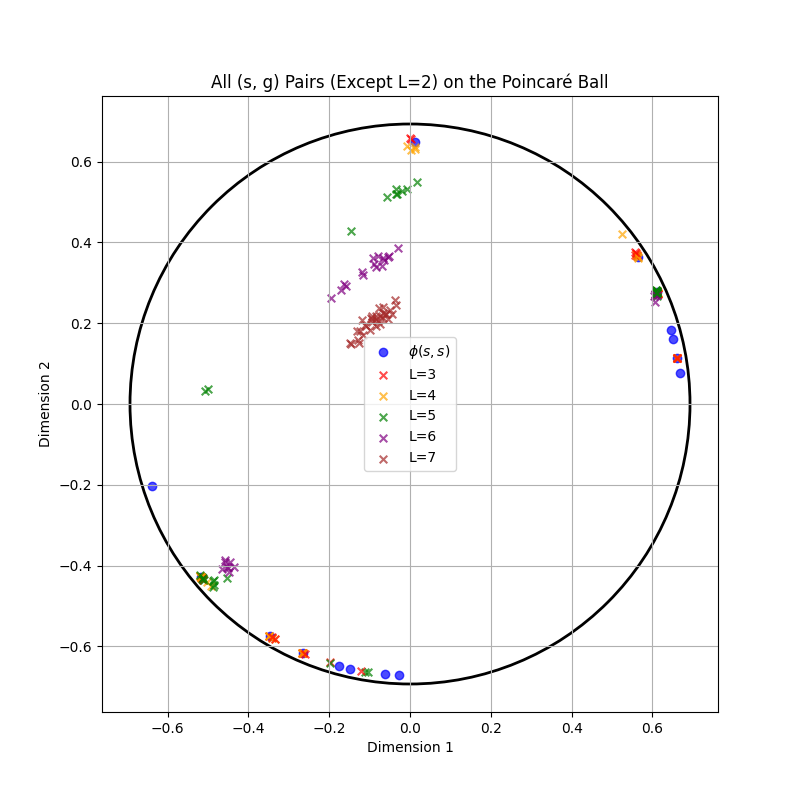 All (s, g) Pairs (Except L=2) on the Poincaré Ball
Dimension 2
0.6
0.4
0.2
0.0
−0.2
−0.4
−0.6
ϕ(s, s)
L=3
L=4
L=5
L=6
L=7
−0.6 −0.4 −0.2 0.0 0.2 0.4 0.6
Dimension 1